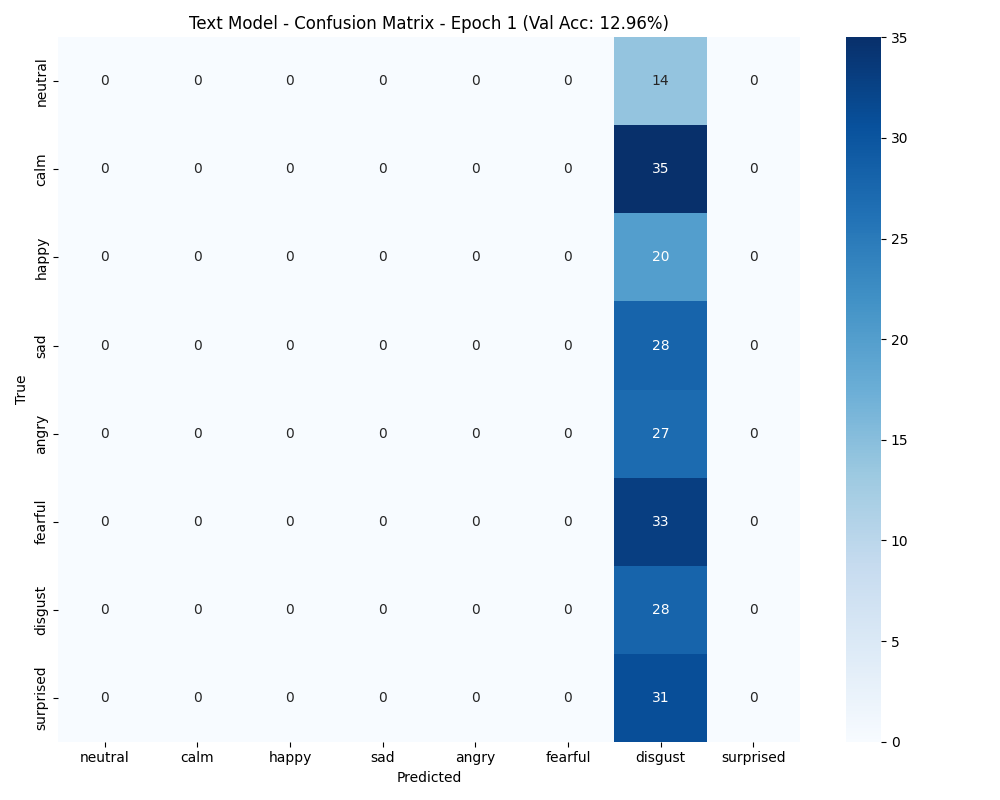 Text Model - Confusion Matrix - Epoch 1 (Val Acc: 12.96%)
neutral 0 0 0 0 0 0 14 0
calm 0 0 0 0 0 0 35 0
happy 0 0 0 0 0 0 20 0
sad 0 0 0 0 0 0 28 0
angry 0 0 0 0 0 0 27 0
fearful 0 0 0 0 0 0 33 0
disgust 0 0 0 0 0 0 28 0
surprised 0 0 0 0 0 0 31 0
True
neutral calm happy sad angry fearful disgust surprised
Predicted
35
30
25
20
15
10
5
0